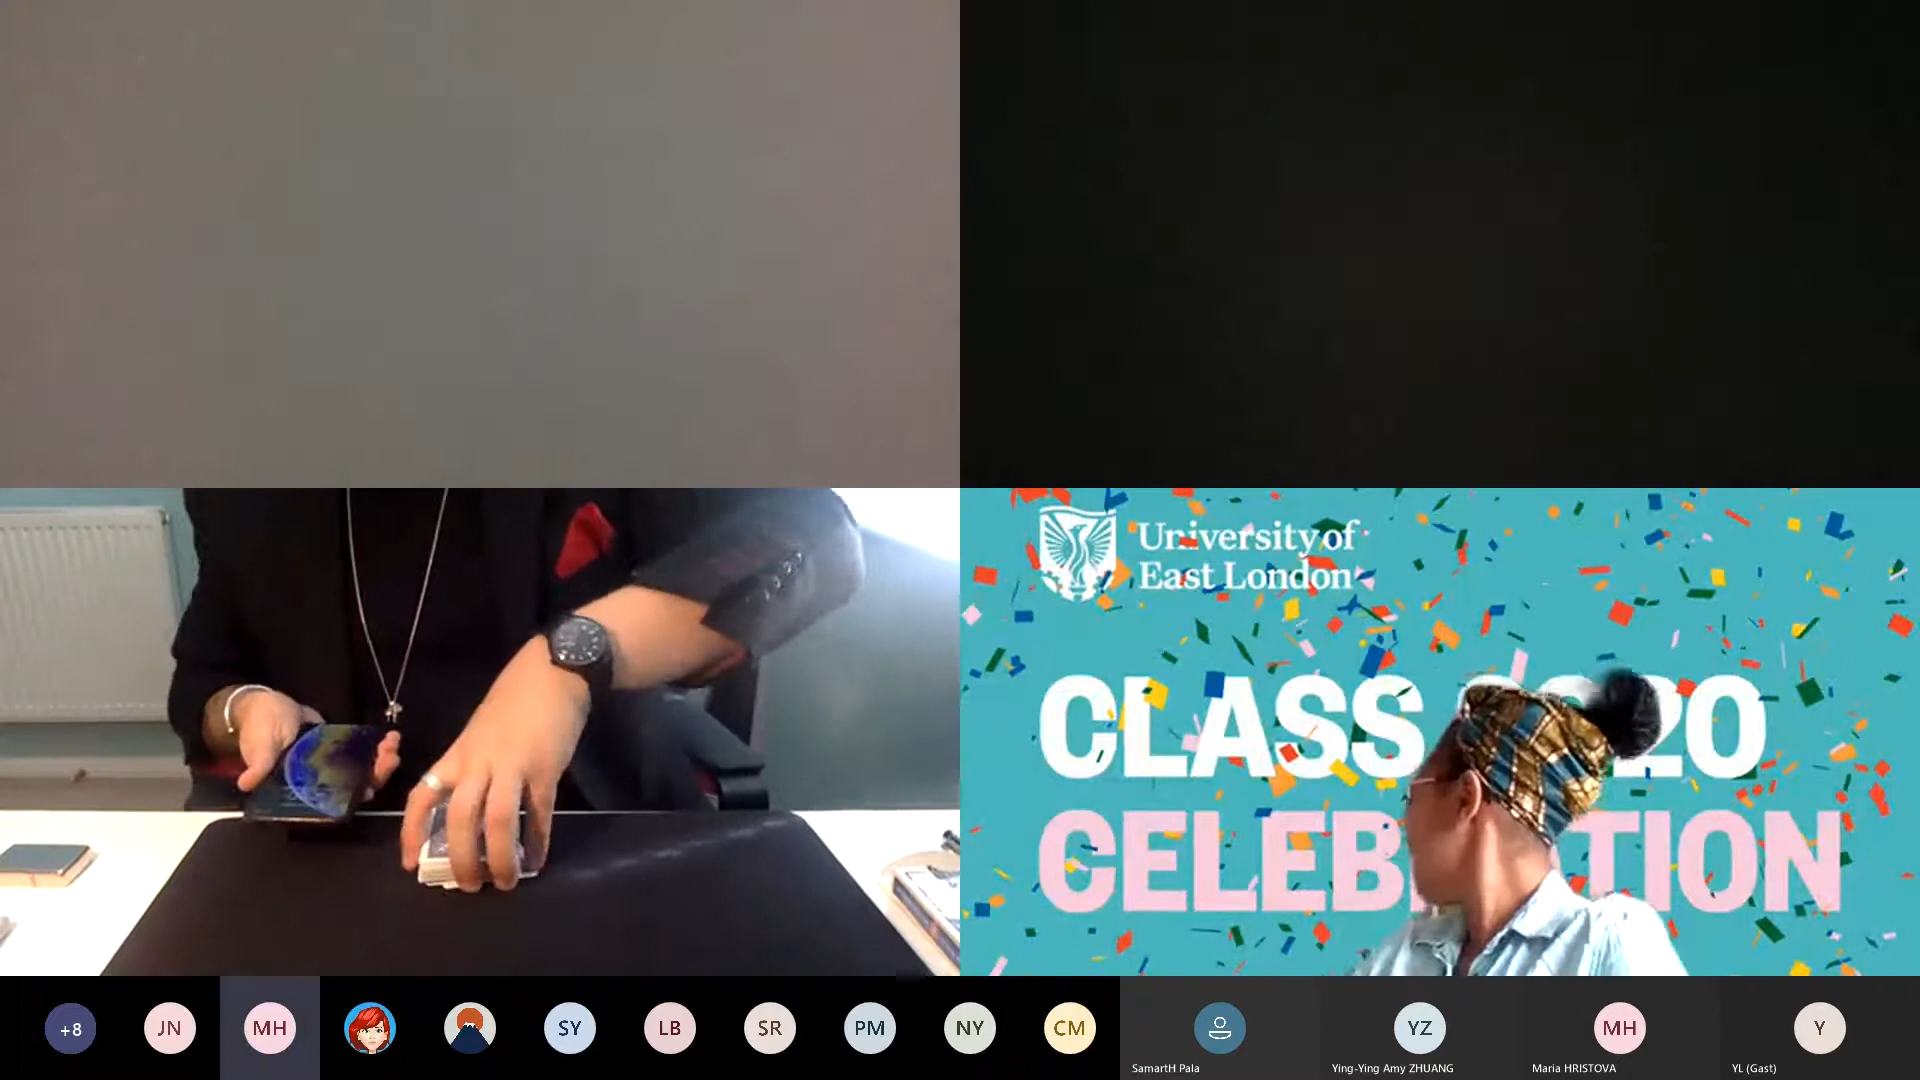 University of
East London
CLASS 2020
CELEB TION
+8
JN
MH
SY
LB
SR
PM
NY
CM
YZ
MH
Y
SamartH Pala
Ying-Ying Amy ZHUANG
Maria HRISTOVA
YL (Gast)